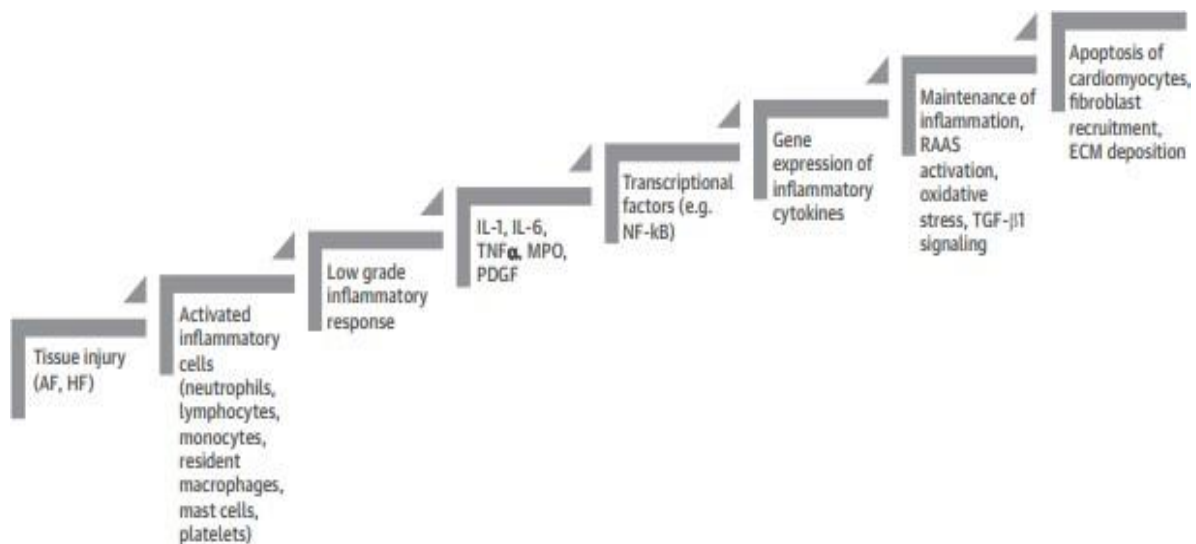 Tissue injury
(AF, HF)
Activated
inflammatory
cells
(neutrophils,
lymphocytes,
monocytes,
resident
macrophages,
mast cells,
platelets)
Low grade
inflammatory
response
IL-1, IL-6,
TNFα, MPO,
PDGF
Transcriptional
factors (e.g.
NF-kB)
Gene
expression of
inflammatory
cytokines
Maintenance of
inflammation,
RAAS
activation,
oxidative
stress, TGF-β1
signaling
Apoptosis of
cardiomyocytes,
fibroblast
recruitment,
ECM deposition